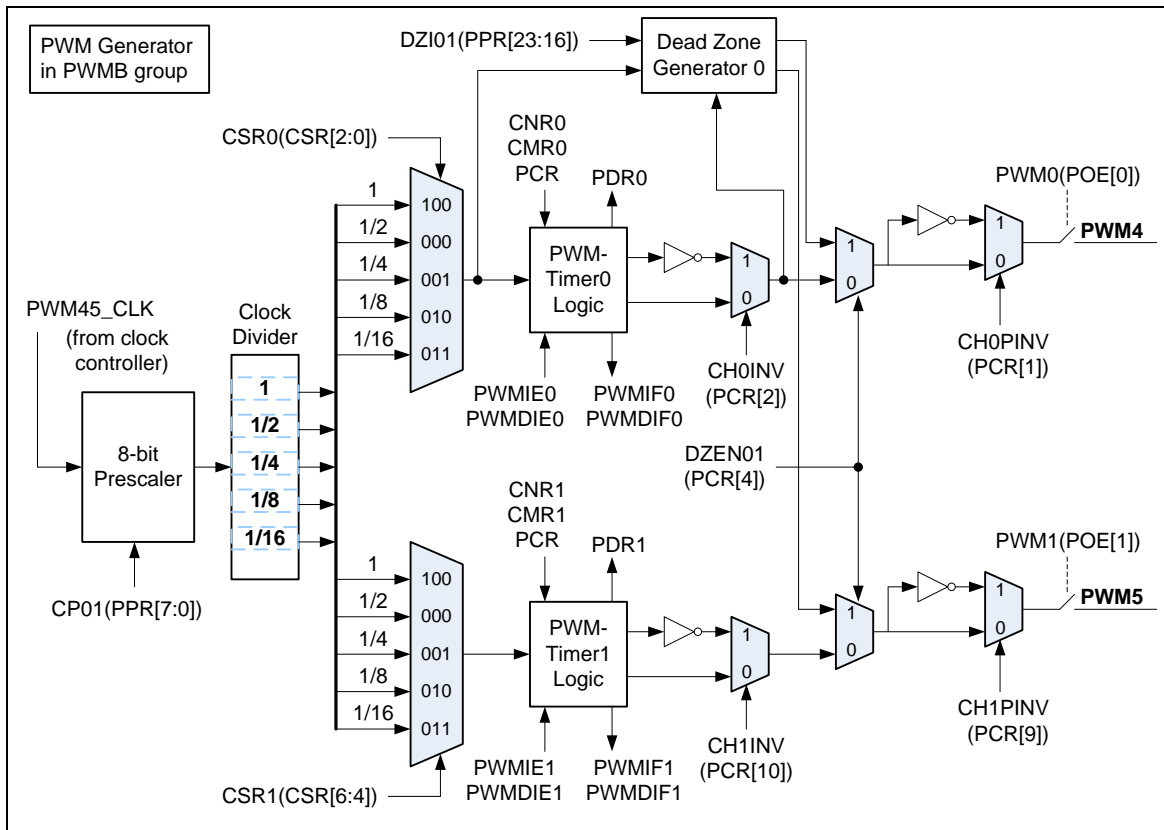 PWM Generator
in PWMB group
DZI01(PPR[23:16])
Dead Zone
Generator 0
CSR0(CSR[2:0])
CNR0
CMR0
PCR
PDR0
PWM0(POE[0])
1
1/2
1/4
1/8
1/16
100
000
001
010
011
PWM-
Timer0
Logic
1
0
1
0
1
0
PWM4
PWM45_CLK
(from clock
controller)
Clock
Divider
PWMIE0
PWMDIE0
PWMIF0
PWMDIF0
CH0INV
(PCR[2])
CH0PINV
(PCR[1])
8-bit
Prescaler
1
1/2
1/4
1/8
1/16
DZEN01
(PCR[4])
CP01(PPR[7:0])
CNR1
CMR1
PCR
PDR1
PWM1(POE[1])
1
1/2
1/4
1/8
1/16
100
000
001
010
011
PWM-
Timer1
Logic
1
0
1
0
1
0
PWM5
PWMIE1
PWMDIE1
PWMIF1
PWMDIF1
CH1INV
(PCR[10])
CH1PINV
(PCR[9])
CSR1(CSR[6:4])